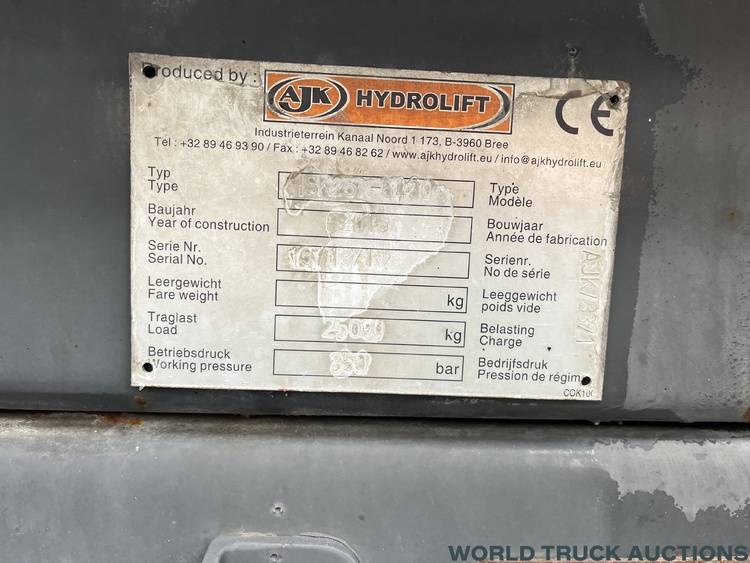 Produced by :
AJK HYDROLIFT
CE
Industrieterrein Kanaal Noord 1 173, B-3960 Bree
Tel : +32 89 46 93 90 / Fax : +32 89 46 82 62 / www.ajkhydrolift.eu / info@ajkhydrolift.eu
Typ
Type
Type
Modèle
Baujahr
Year of construction
Bouwjaar
Année de fabrication
Serie Nr.
Serial No.
Serienr.
No de série
Leergewicht
Fare weight
kg
Leeggewicht
poids vide
Traglast
Load
kg
Belasting
Charge
Betriebsdruck
Working pressure
350
bar
Bedrijfsdruk
Pression de régim
WORLD TRUCK AUCTIONS